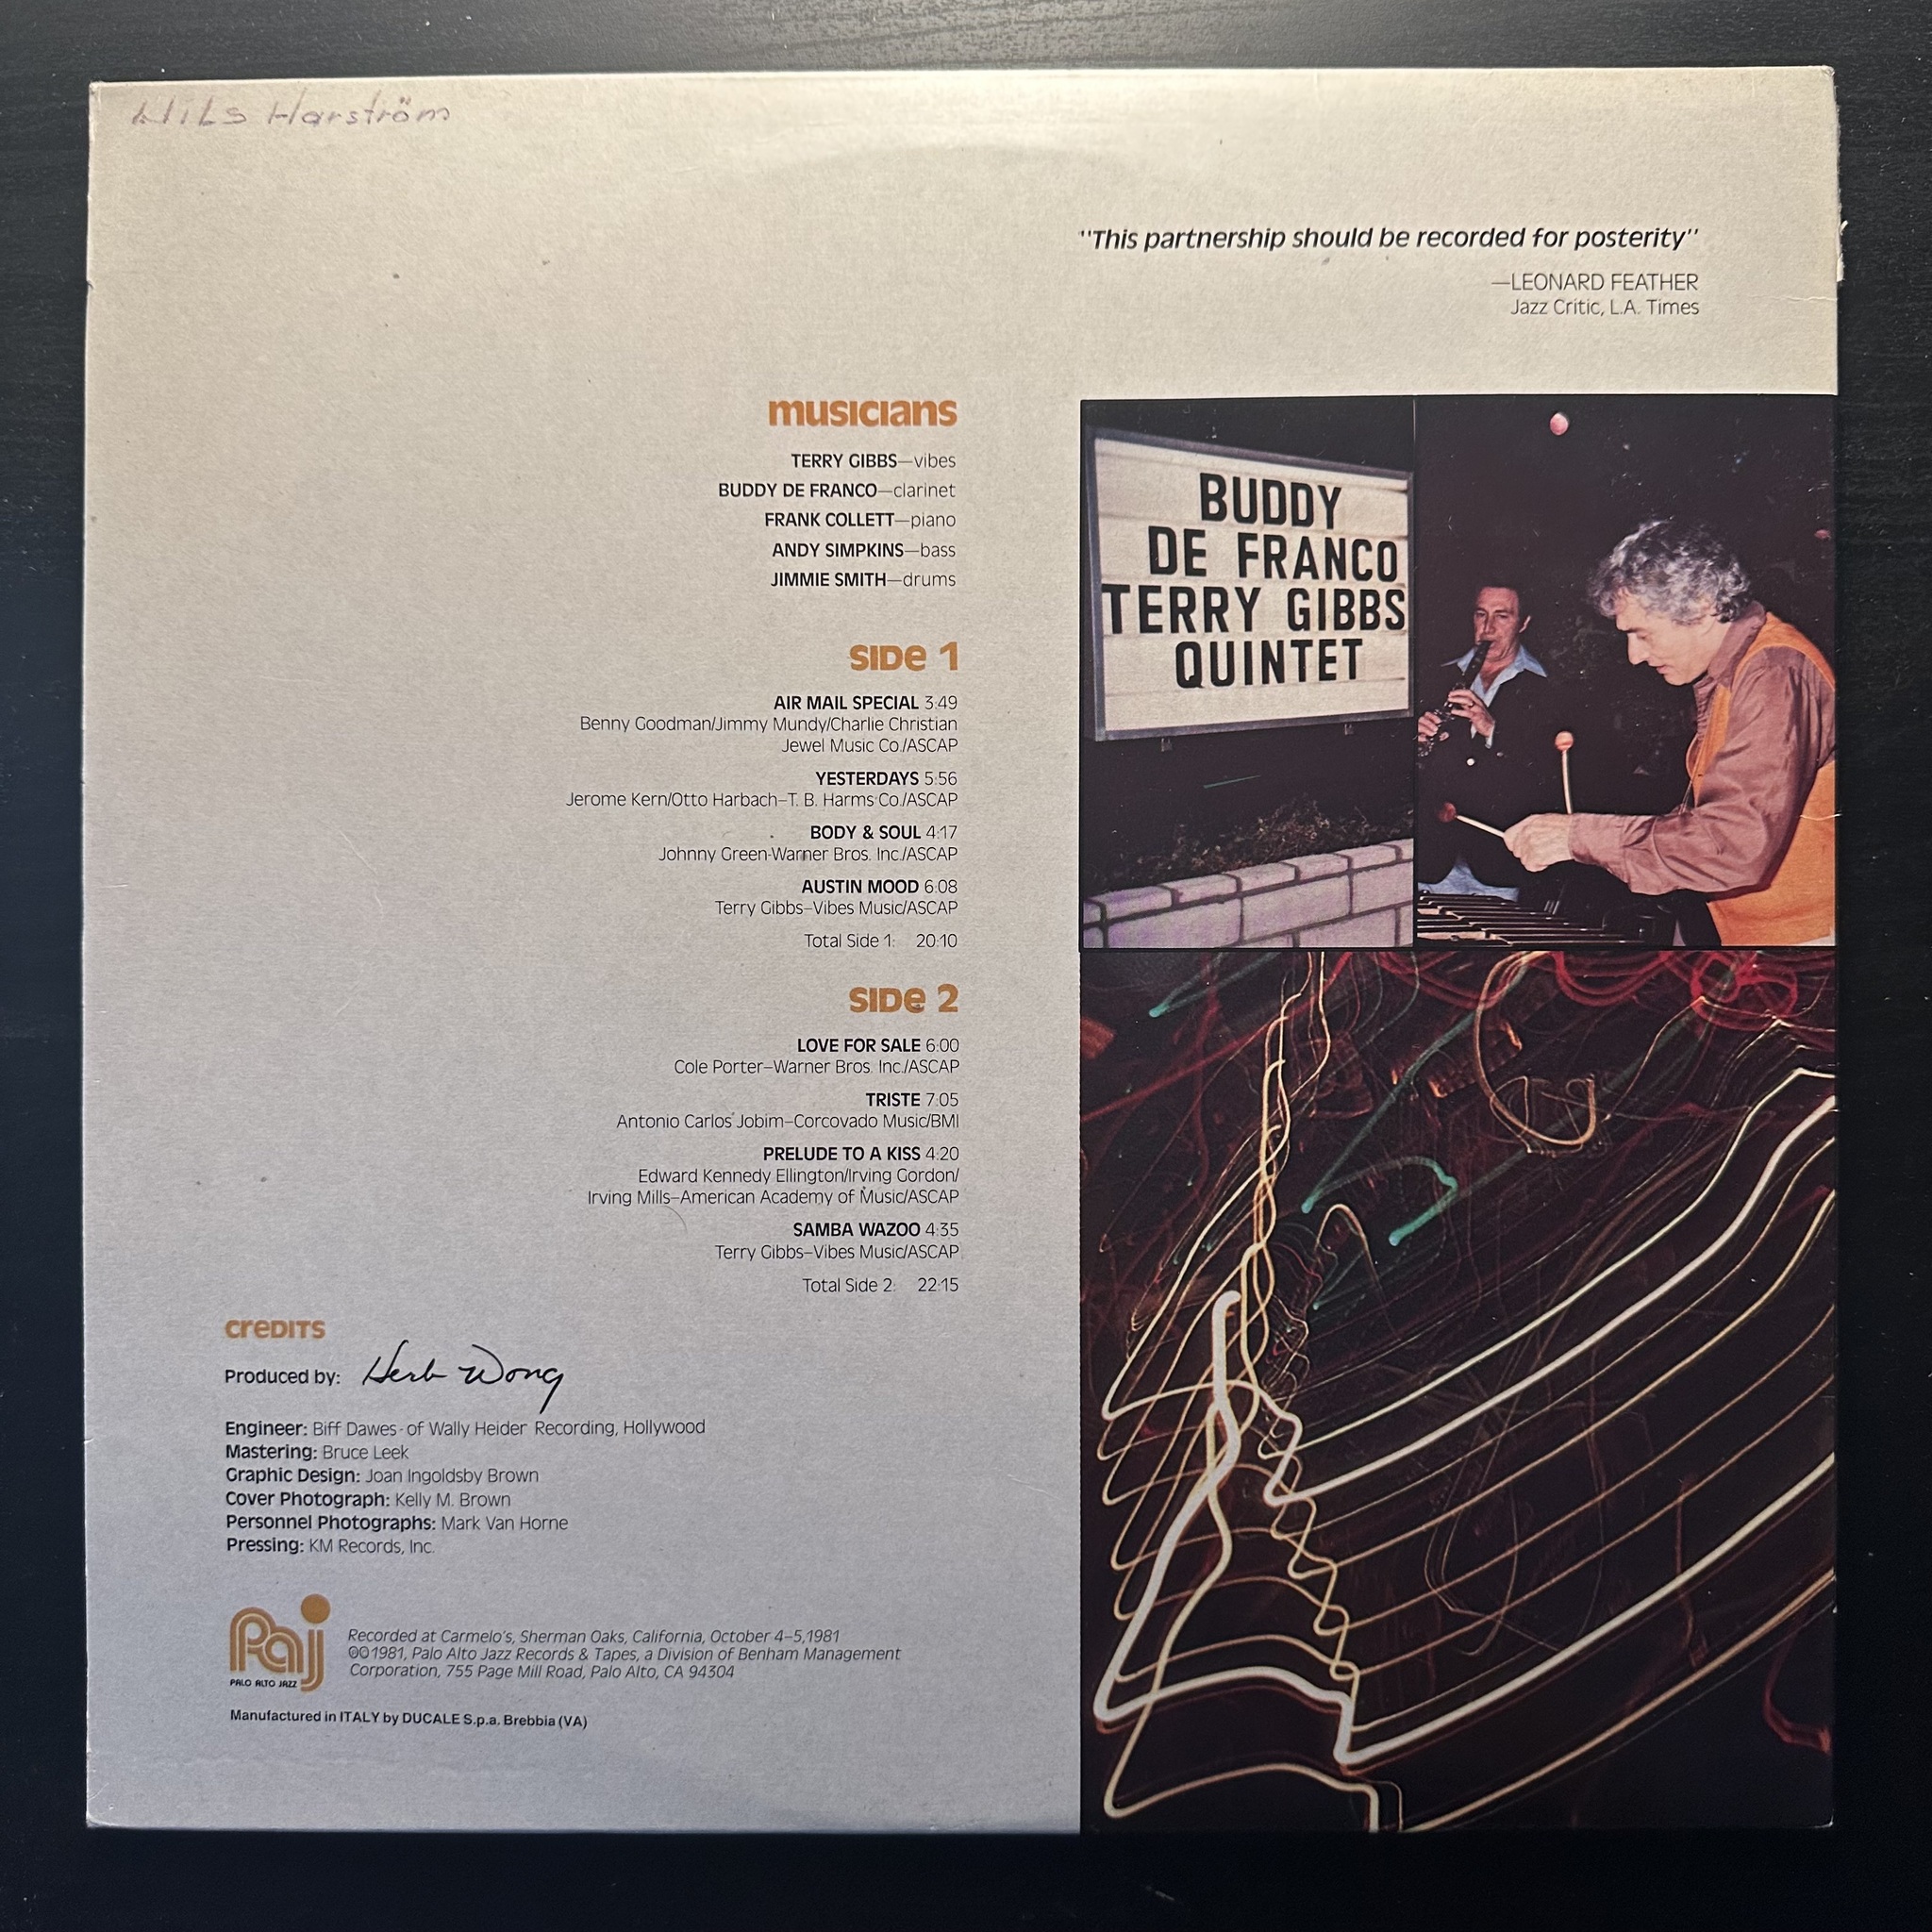 Nils Harström
"This partnership should be recorded for posterity"
—LEONARD FEATHER
Jazz Critic, L.A. Times
musicians
TERRY GIBBS—vibes
BUDDY DE FRANCO—clarinet
FRANK COLLETT—piano
ANDY SIMPKINS—bass
JIMMIE SMITH—drums
SIDe 1
AIR MAIL SPECIAL 3:49
Benny Goodman/Jimmy Mundy/Charlie Christian
Jewel Music Co./ASCAP
YESTERDAYS 5:56
Jerome Kern/Otto Harbach–T. B. Harms Co./ASCAP
BODY & SOUL 4:17
Johnny Green-Warner Bros. Inc./ASCAP
AUSTIN MOOD 6:08
Terry Gibbs–Vibes Music/ASCAP
Total Side 1: 20:10
SIDe 2
LOVE FOR SALE 6:00
Cole Porter–Warner Bros. Inc./ASCAP
TRISTE 7:05
Antonio Carlos Jobim–Corcovado Music/BMI
PRELUDE TO A KISS 4:20
Edward Kennedy Ellington/Irving Gordon/
Irving Mills–American Academy of Music/ASCAP
SAMBA WAZOO 4:35
Terry Gibbs–Vibes Music/ASCAP
Total Side 2: 22:15
creDITS
Produced by: Herb Wong
Engineer: Biff Dawes - of Wally Heider Recording, Hollywood
Mastering: Bruce Leek
Graphic Design: Joan Ingoldsby Brown
Cover Photograph: Kelly M. Brown
Personnel Photographs: Mark Van Horne
Pressing: KM Records, Inc.
Paj
PALO ALTO JAZZ
Recorded at Carmelo's, Sherman Oaks, California, October 4–5, 1981
©℗1981, Palo Alto Jazz Records & Tapes, a Division of Benham Management
Corporation, 755 Page Mill Road, Palo Alto, CA 94304
Manufactured in ITALY by DUCALE S.p.a. Brebbia (VA)
BUDDY
DE FRANCO
TERRY GIBBS
QUINTET